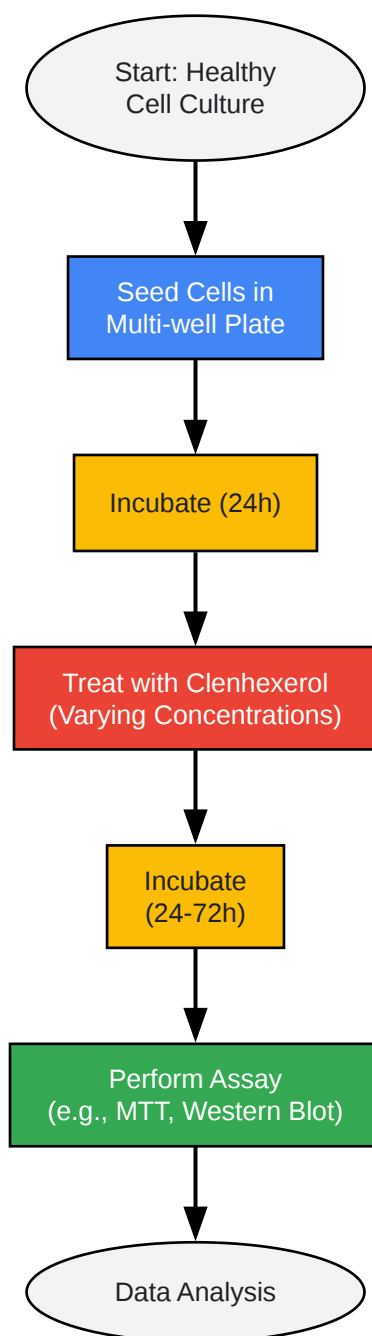 Start: Healthy
Cell Culture
Seed Cells in
Multi-well Plate
Incubate (24h)
Treat with Clenhexerol
(Varying Concentrations)
Incubate
(24-72h)
Perform Assay
(e.g., MTT, Western Blot)
Data Analysis